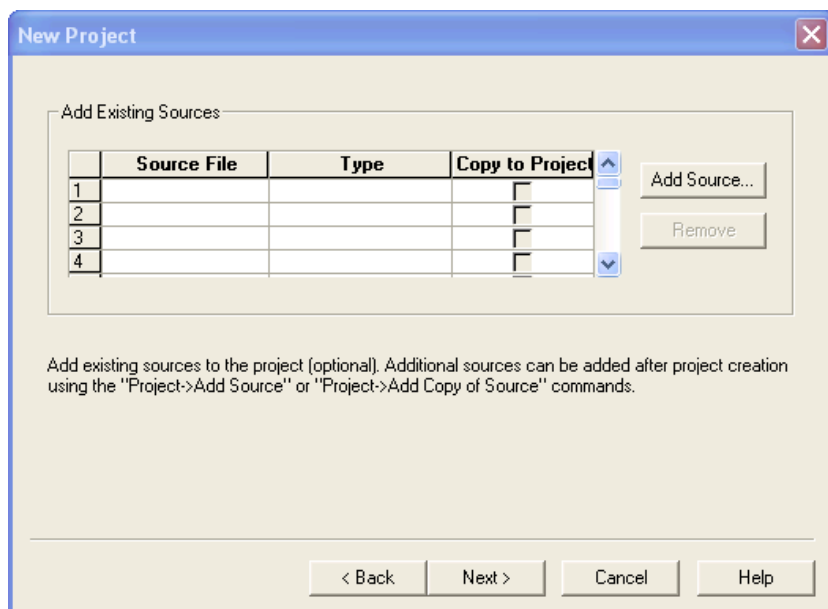 New Project
Add Existing Sources
Source File Type Copy to Project
Add Source...
1
2
Remove
3
4
Add existing sources to the project (optional). Additional sources can be added after project creation
using the "Project->Add Source" or "Project->Add Copy of Source" commands.
< Back Next > Cancel Help